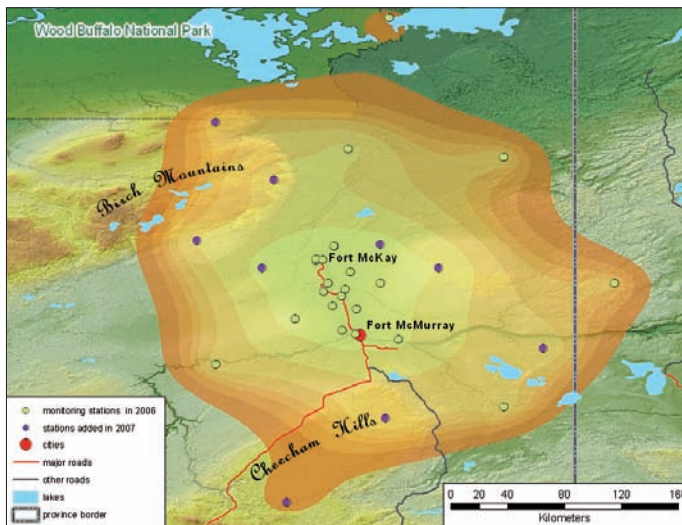 Wood Buffalo National Park
Birch Mountains
Fort McKay
Fort McMurray
Cheecham Hills
monitoring stations in 2006
stations added in 2007
cities
major roads
other roads
lakes
province border
0 20 40 80 120 160
Kilometers